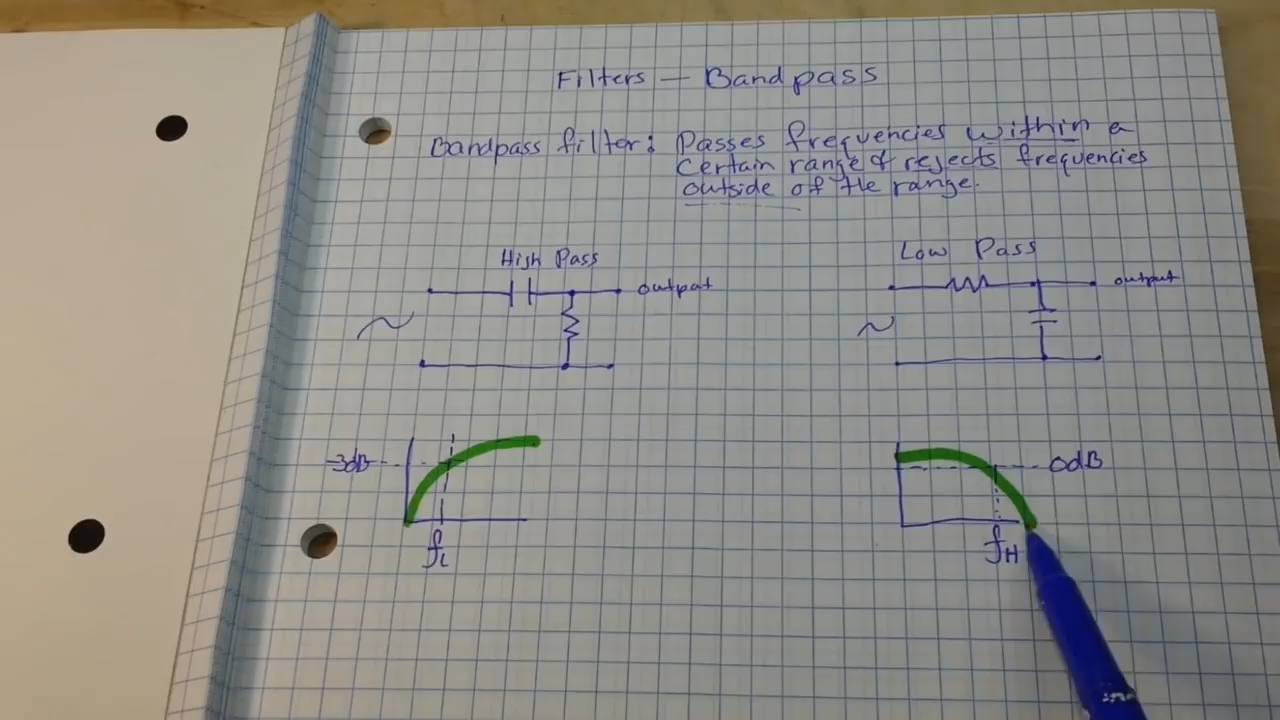 Filters — Bandpass
Bandpass filter: Passes frequencies within a
certain range & rejects frequencies
outside of the range.
High Pass
output
Low Pass
output
-3dB
fL
0dB
fH